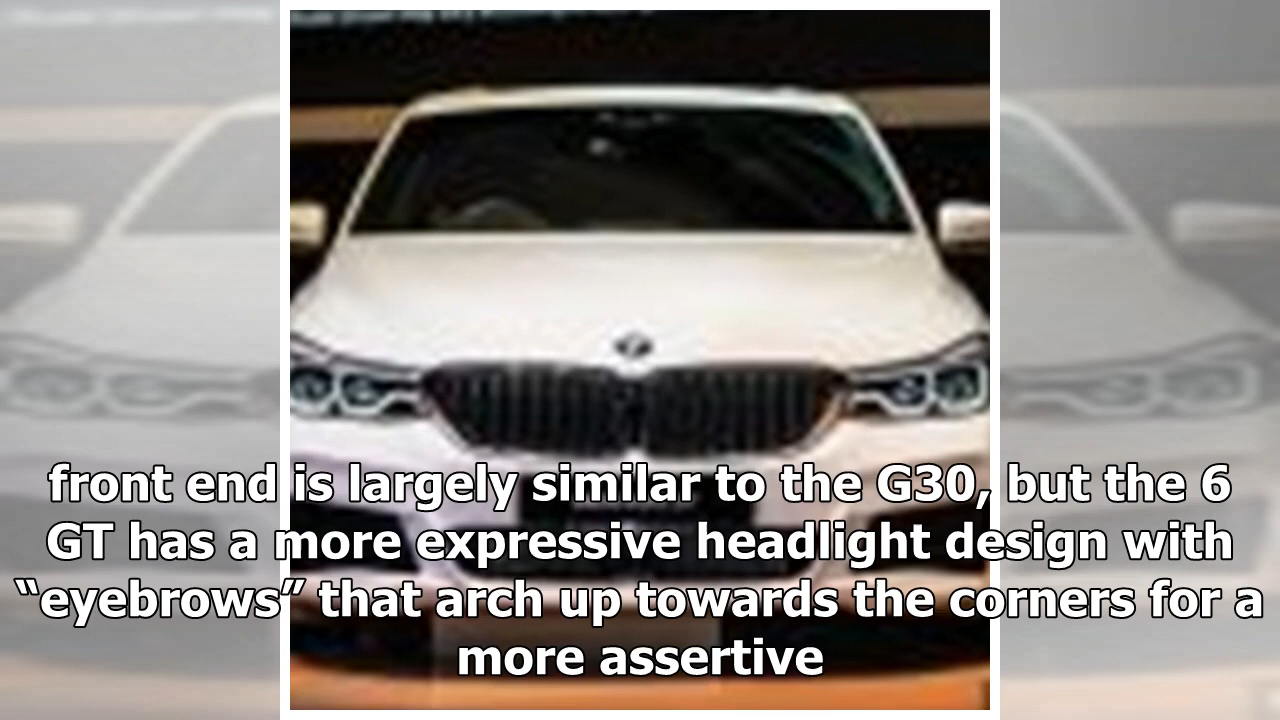 front end is largely similar to the G30, but the 6
GT has a more expressive headlight design with
“eyebrows” that arch up towards the corners for a
more assertive